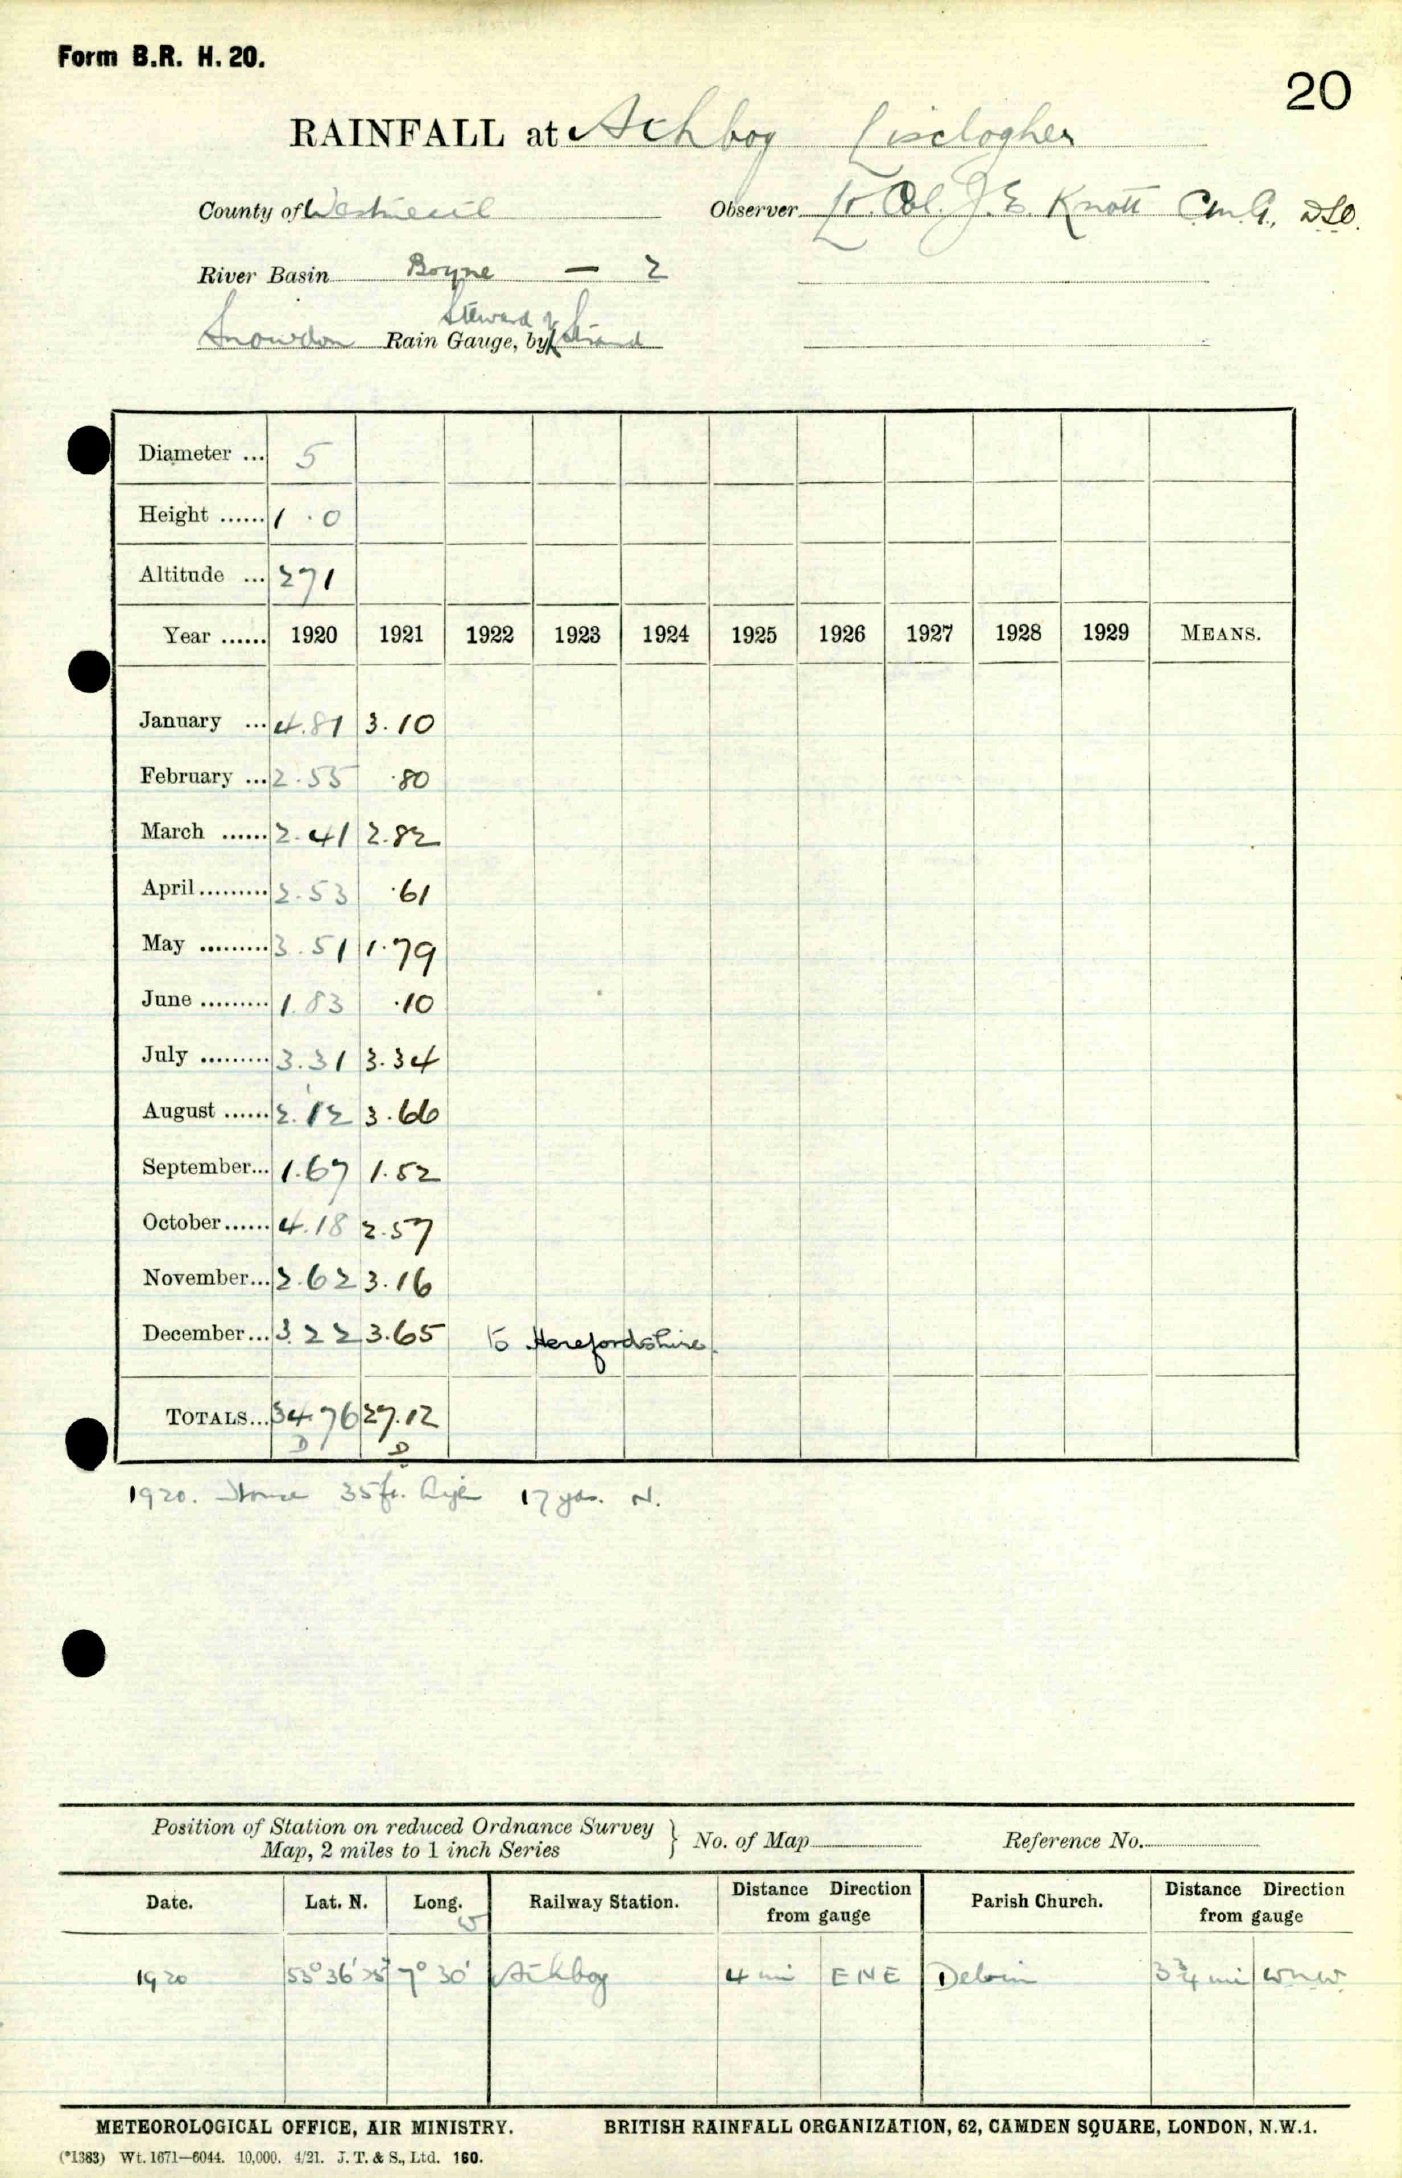 Form B.R. H. 20.
20
RAINFALL at Athboy Lisclogher
County of Westmeath Observer Lt. Col. J. E. Knott C.M.G., D.S.O.
River Basin Boyne — 2
Steward of
Snowdon Rain Gauge, by Strand
Diameter ... 5
Height ...... 1 . 0
Altitude ... 271
Year ...... 1920 1921 1922 1923 1924 1925 1926 1927 1928 1929 MEANS.
January ... 4.81 3.10
February ... 2.55 .80
March ...... 2.41 2.82
April ......... 2.53 .61
May ......... 3.51 1.79
June ......... 1.83 .10
July ......... 3.31 3.34
August ...... 2.12 3.66
September... 1.67 1.52
October...... 4.18 2.57
November... 2.62 3.16
December... 3.22 3.65 to Herefordshire.
TOTALS... 34.76 27.12
D D
1920. House 35 ft. high 17 yds. N.
Position of Station on reduced Ordnance Survey
Map, 2 miles to 1 inch Series } No. of Map Reference No.
Date. Lat. N. Long. W Railway Station. Distance Direction from gauge Parish Church. Distance Direction from gauge
1920 53° 36' 25" 7° 30' Athboy 4 mi ENE Delvin 3¾ mi WNW
METEOROLOGICAL OFFICE, AIR MINISTRY. BRITISH RAINFALL ORGANIZATION, 62, CAMDEN SQUARE, LONDON, N.W.1.
(*1383) Wt. 1671—6044. 10,000. 4/21. J. T. & S., Ltd. 160.